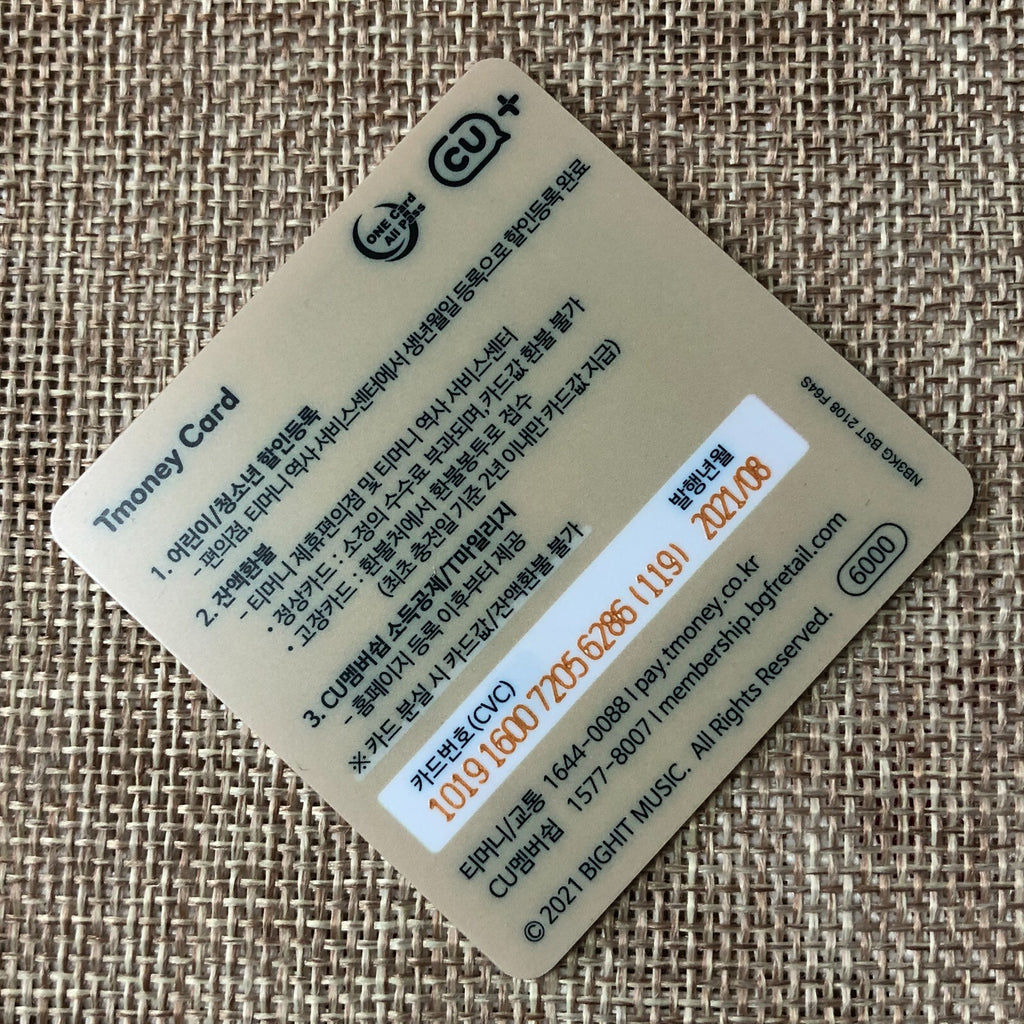 Tmoney Card
ONE Card
All Pass
CU+
1. 어린이/청소년 할인등록
- 편의점, 티머니 역사 서비스센터에서 생년월일 등록으로 할인등록 완료
2. 잔액환불
- 티머니 제휴편의점 및 티머니 역사 서비스센터
• 정상카드 : 소정의 수수료 부과되며, 카드값 환불 불가
• 고장카드 : 환불처에서 환불봉투로 접수
(최초 충전일 기준 2년 이내만 카드값 지급)
3. CU멤버쉽 소득공제/T마일리지
- 홈페이지 등록 이후부터 제공
※ 카드 분실 시 카드값/잔액환불 불가
카드번호(CVC) 발행년월
1019 1600 7205 6286 (119) 2021/08
티머니/교통 1644-0088 | pay.tmoney.co.kr
CU멤버쉽 1577-8007 | membership.bgfretail.com
© 2021 BIGHIT MUSIC. All Rights Reserved.
6000
NB3KG BST 2108 F64S